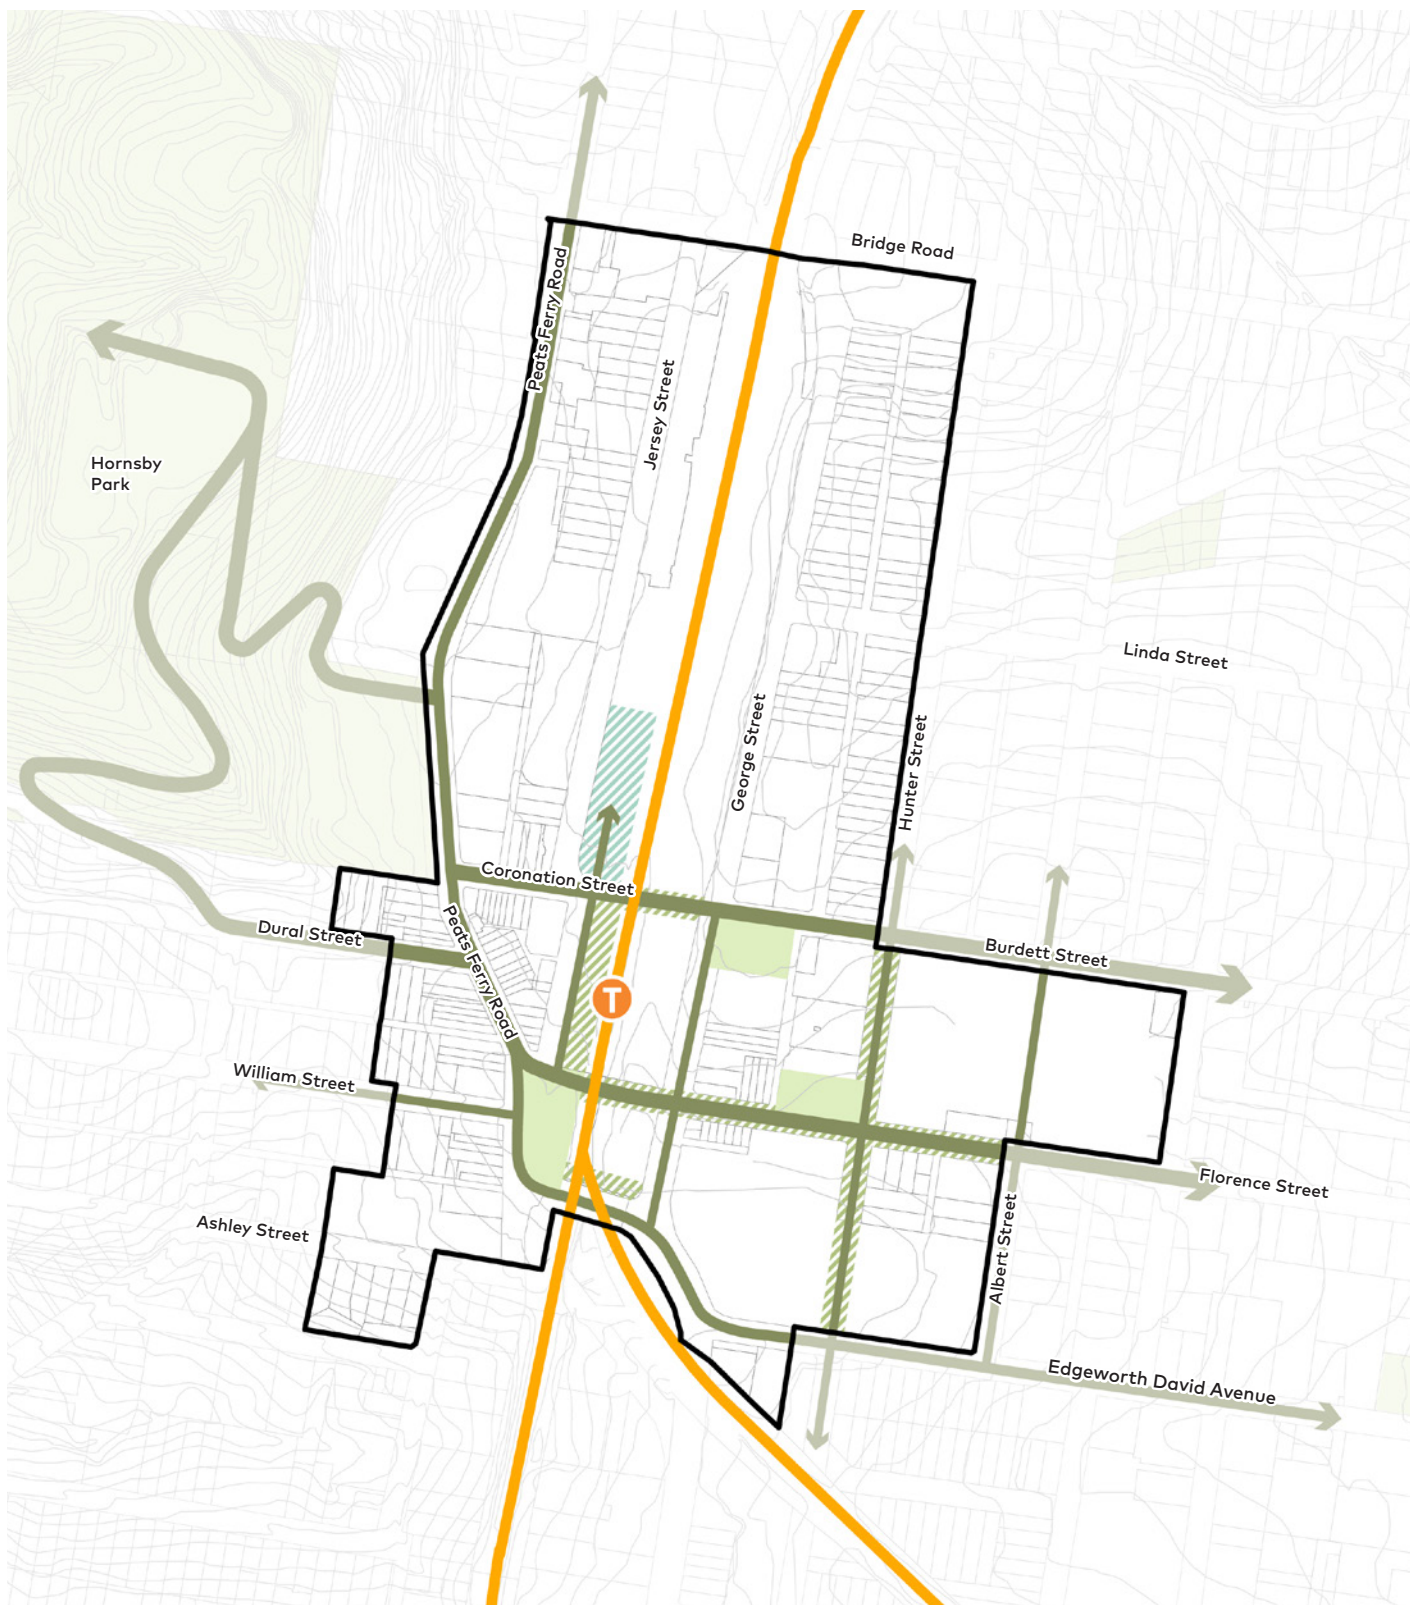 Bridge Road
Peats Ferry Road
Jersey Street
Hornsby
Park
Linda Street
George Street
Hunter Street
Coronation Street
Dural Street
Peats Ferry Road
Burdett Street
T
William Street
Florence Street
Ashley Street
Albert Street
Edgeworth David Avenue